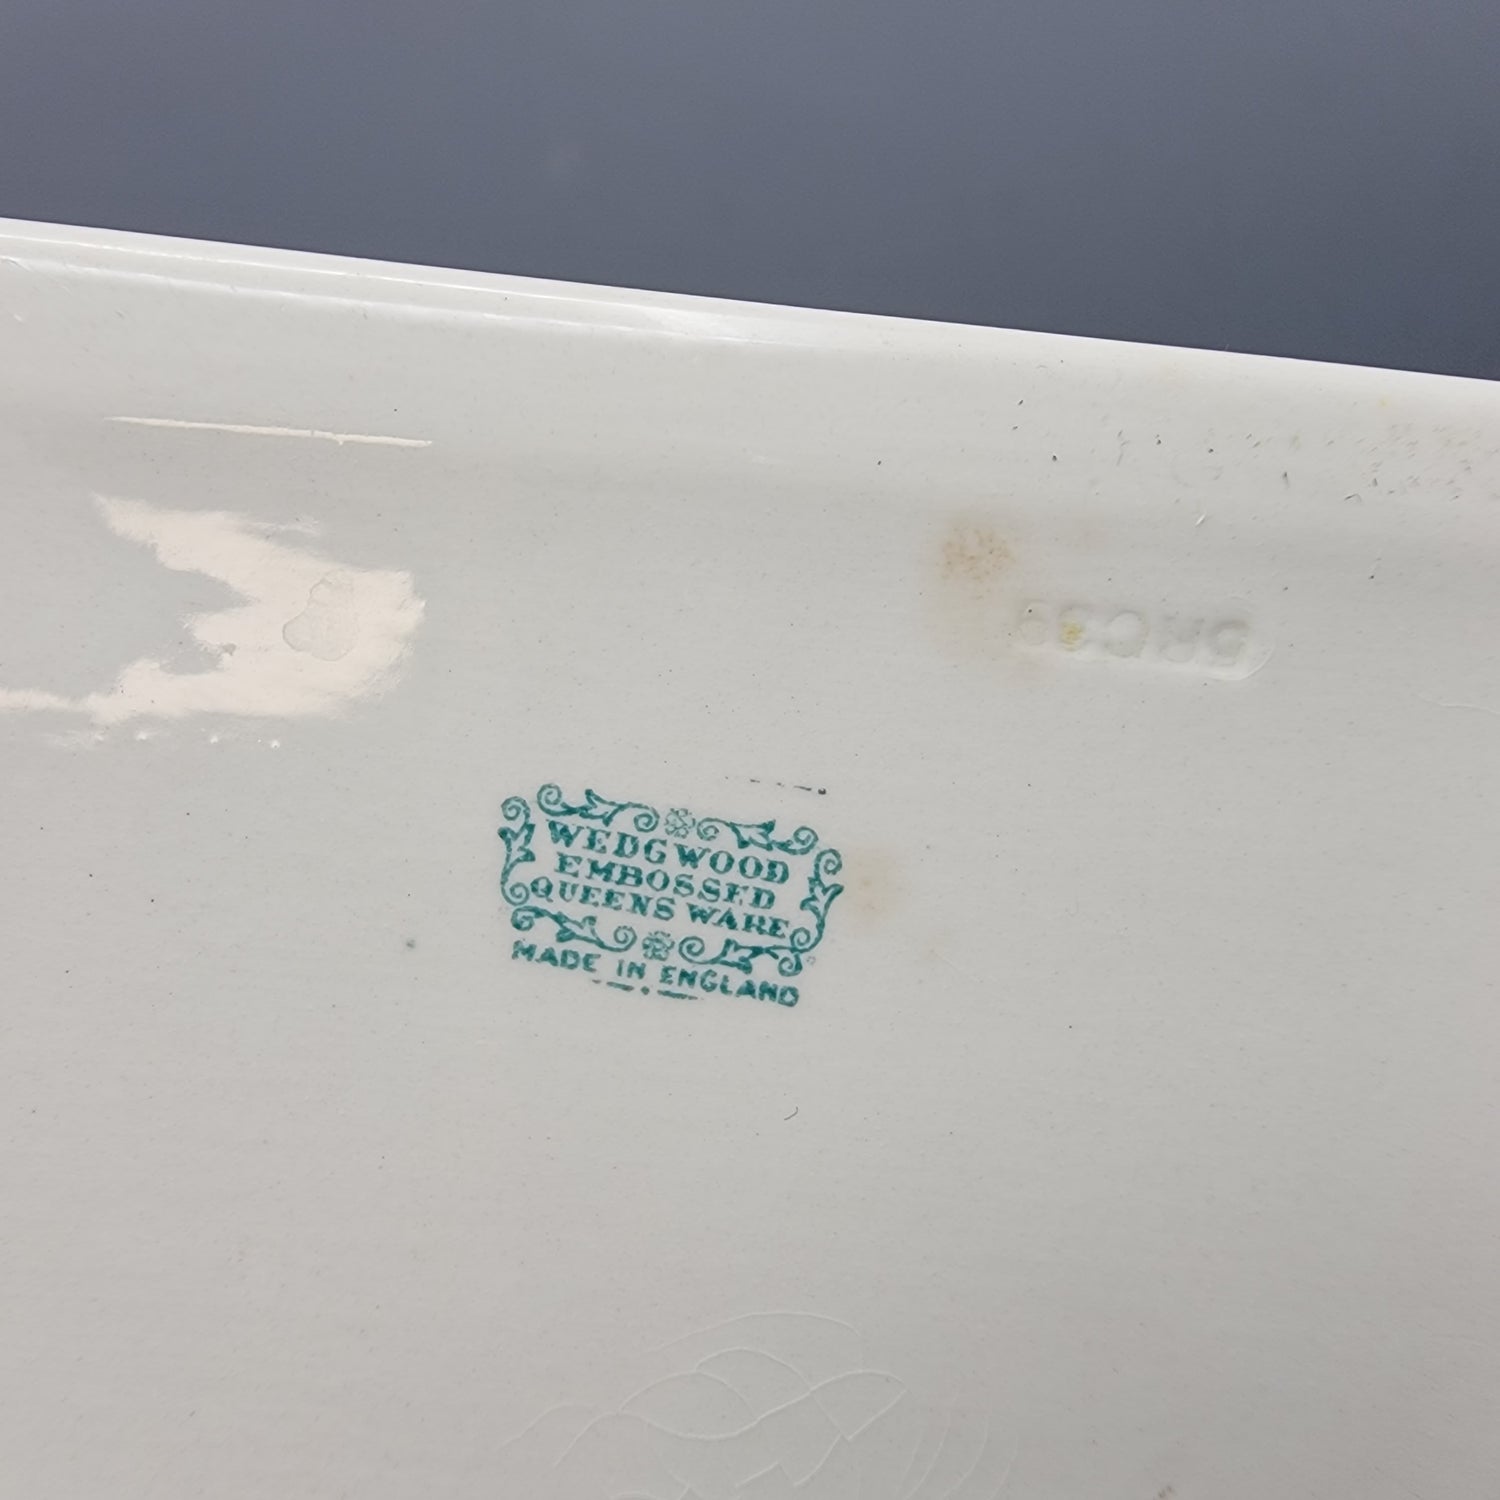 WEDGWOOD
EMBOSSED
QUEENS WARE
MADE IN ENGLAND